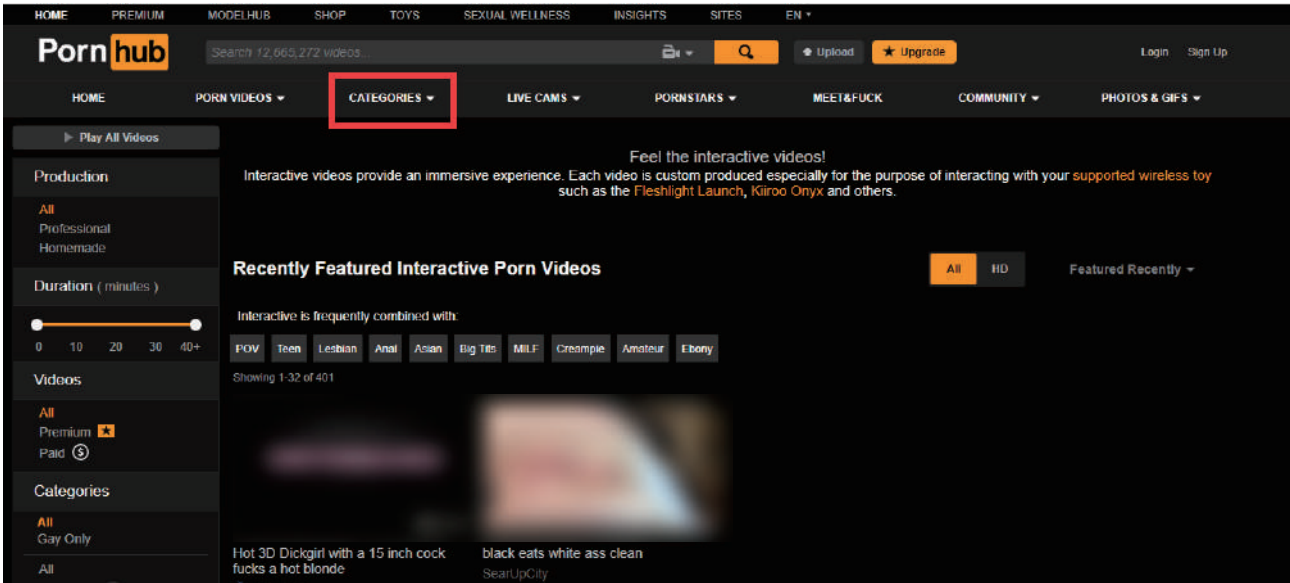 HOME PREMIUM MODELHUB SHOP TOYS SEXUAL WELLNESS INSIGHTS SITES EN
Porn hub
Search 12,665,272 videos...
Upload
Upgrade
Login Sign Up
HOME PORN VIDEOS CATEGORIES LIVE CAMS PORNSTARS MEET&FUCK COMMUNITY PHOTOS & GIFS
Play All Videos
Production
All
Professional
Homemade
Duration ( minutes )
0 10 20 30 40+
Videos
All
Premium
Paid
Categories
All
Gay Only
All
Feel the interactive videos!
Interactive videos provide an immersive experience. Each video is custom produced especially for the purpose of interacting with your supported wireless toy
such as the Fleshlight Launch, Kiiroo Onyx and others.
Recently Featured Interactive Porn Videos
All HD
Featured Recently
Interactive is frequently combined with:
POV Teen Lesbian Anal Asian Big Tits MILF Creampie Amateur Ebony
Showing 1-32 of 401
Hot 3D Dickgirl with a 15 inch cock
fucks a hot blonde
black eats white ass clean
SearUpCity